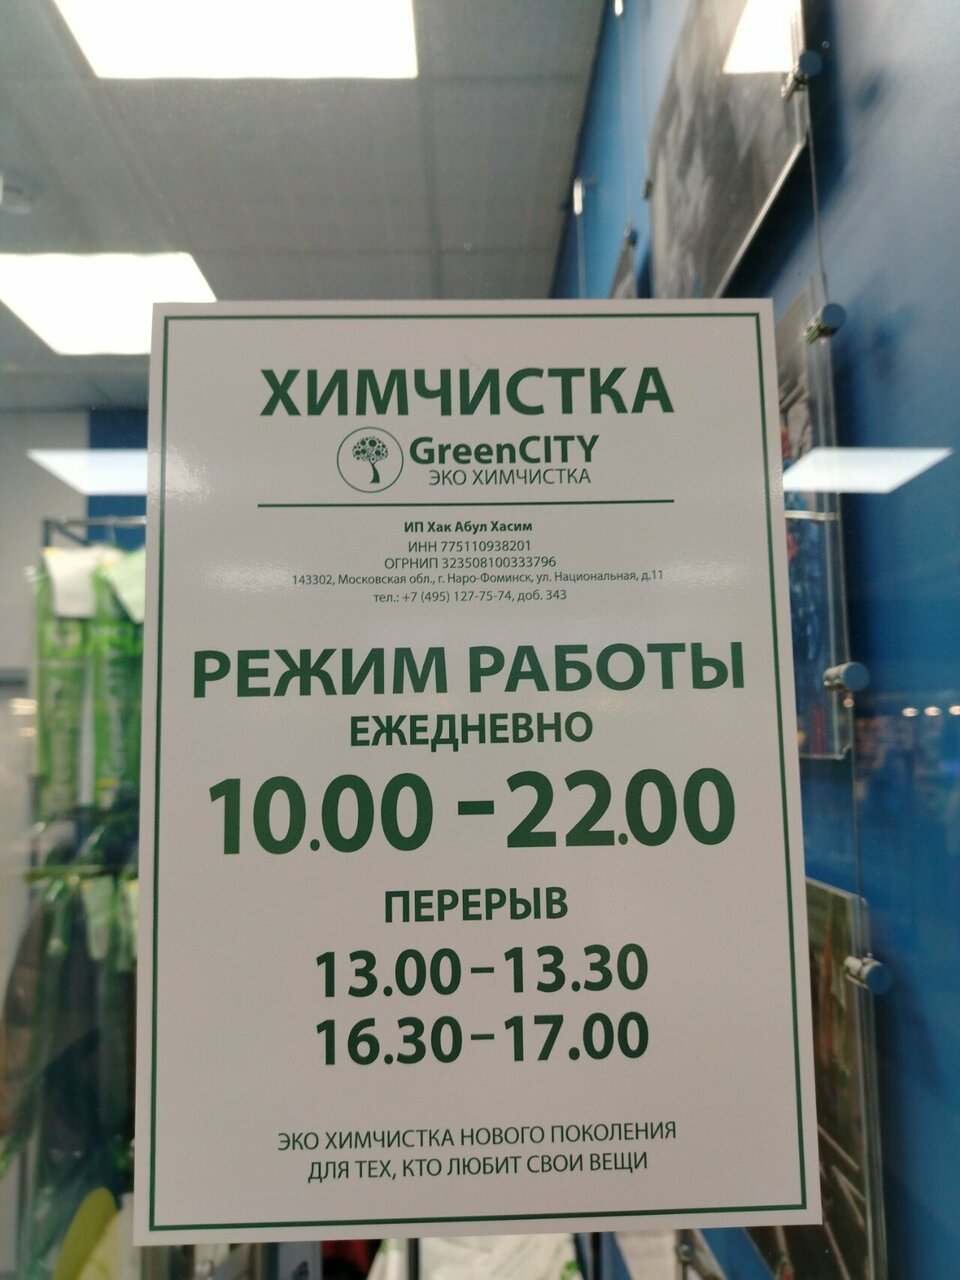 ХИМЧИСТКА
GreenCITY
ЭКО ХИМЧИСТКА
ИП Хак Абул Хасим
ИНН 775110938201
ОГРНИП 323508100333796
143302, Московская обл., г. Наро-Фоминск, ул. Национальная, д.11
тел.: +7 (495) 127-75-74, доб. 343
РЕЖИМ РАБОТЫ
ЕЖЕДНЕВНО
10.00 – 22.00
ПЕРЕРЫВ
13.00 – 13.30
16.30 – 17.00
ЭКО ХИМЧИСТКА НОВОГО ПОКОЛЕНИЯ
ДЛЯ ТЕХ, КТО ЛЮБИТ СВОИ ВЕЩИ